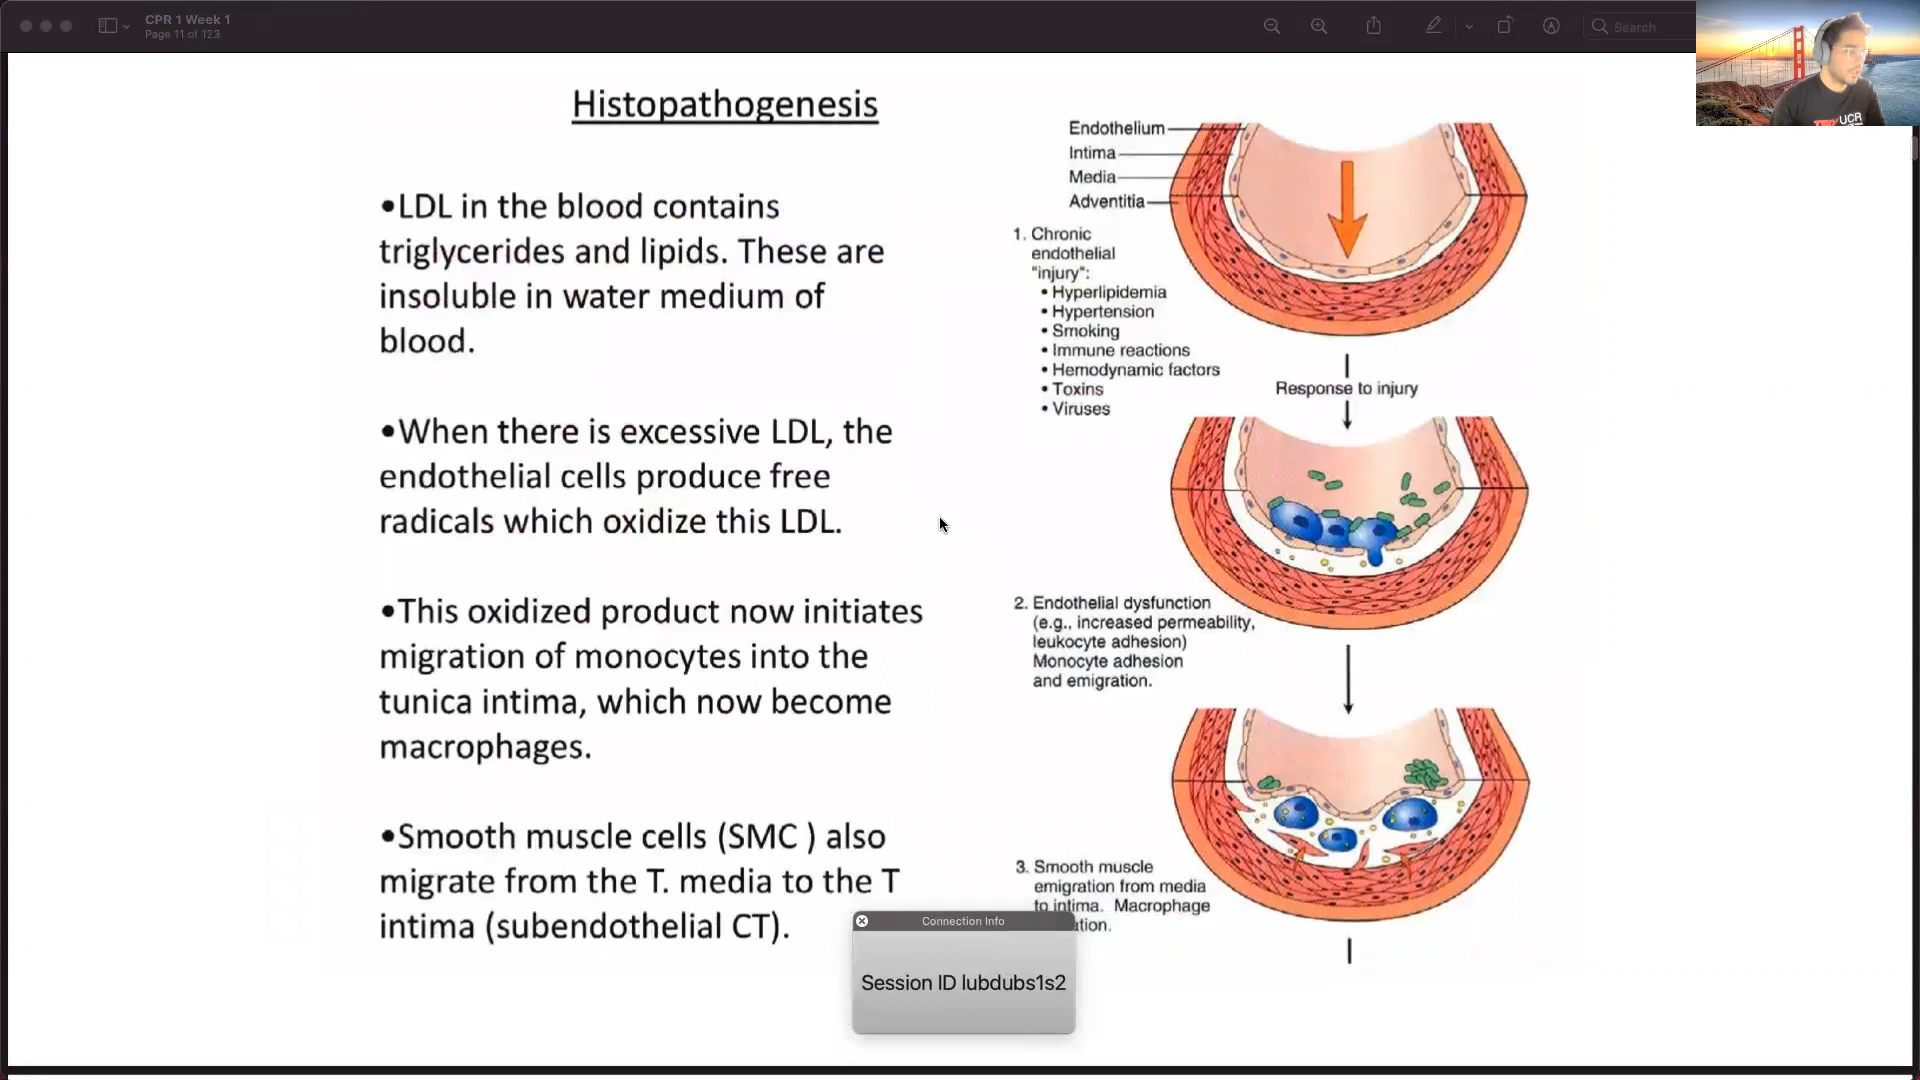 CPR 1 Week 1
Page 11 of 123
Search
UCR
Histopathogenesis
•LDL in the blood contains
triglycerides and lipids. These are
insoluble in water medium of
blood.
•When there is excessive LDL, the
endothelial cells produce free
radicals which oxidize this LDL.
•This oxidized product now initiates
migration of monocytes into the
tunica intima, which now become
macrophages.
•Smooth muscle cells (SMC ) also
migrate from the T. media to the T
intima (subendothelial CT).
Endothelium
Intima
Media
Adventitia
1. Chronic
endothelial
"injury":
• Hyperlipidemia
• Hypertension
• Smoking
• Immune reactions
• Hemodynamic factors
• Toxins
• Viruses
Response to injury
2. Endothelial dysfunction
(e.g., increased permeability,
leukocyte adhesion)
Monocyte adhesion
and emigration.
3. Smooth muscle
emigration from media
to intima. Macrophage
ation.
Connection Info
Session ID lubdubs1s2